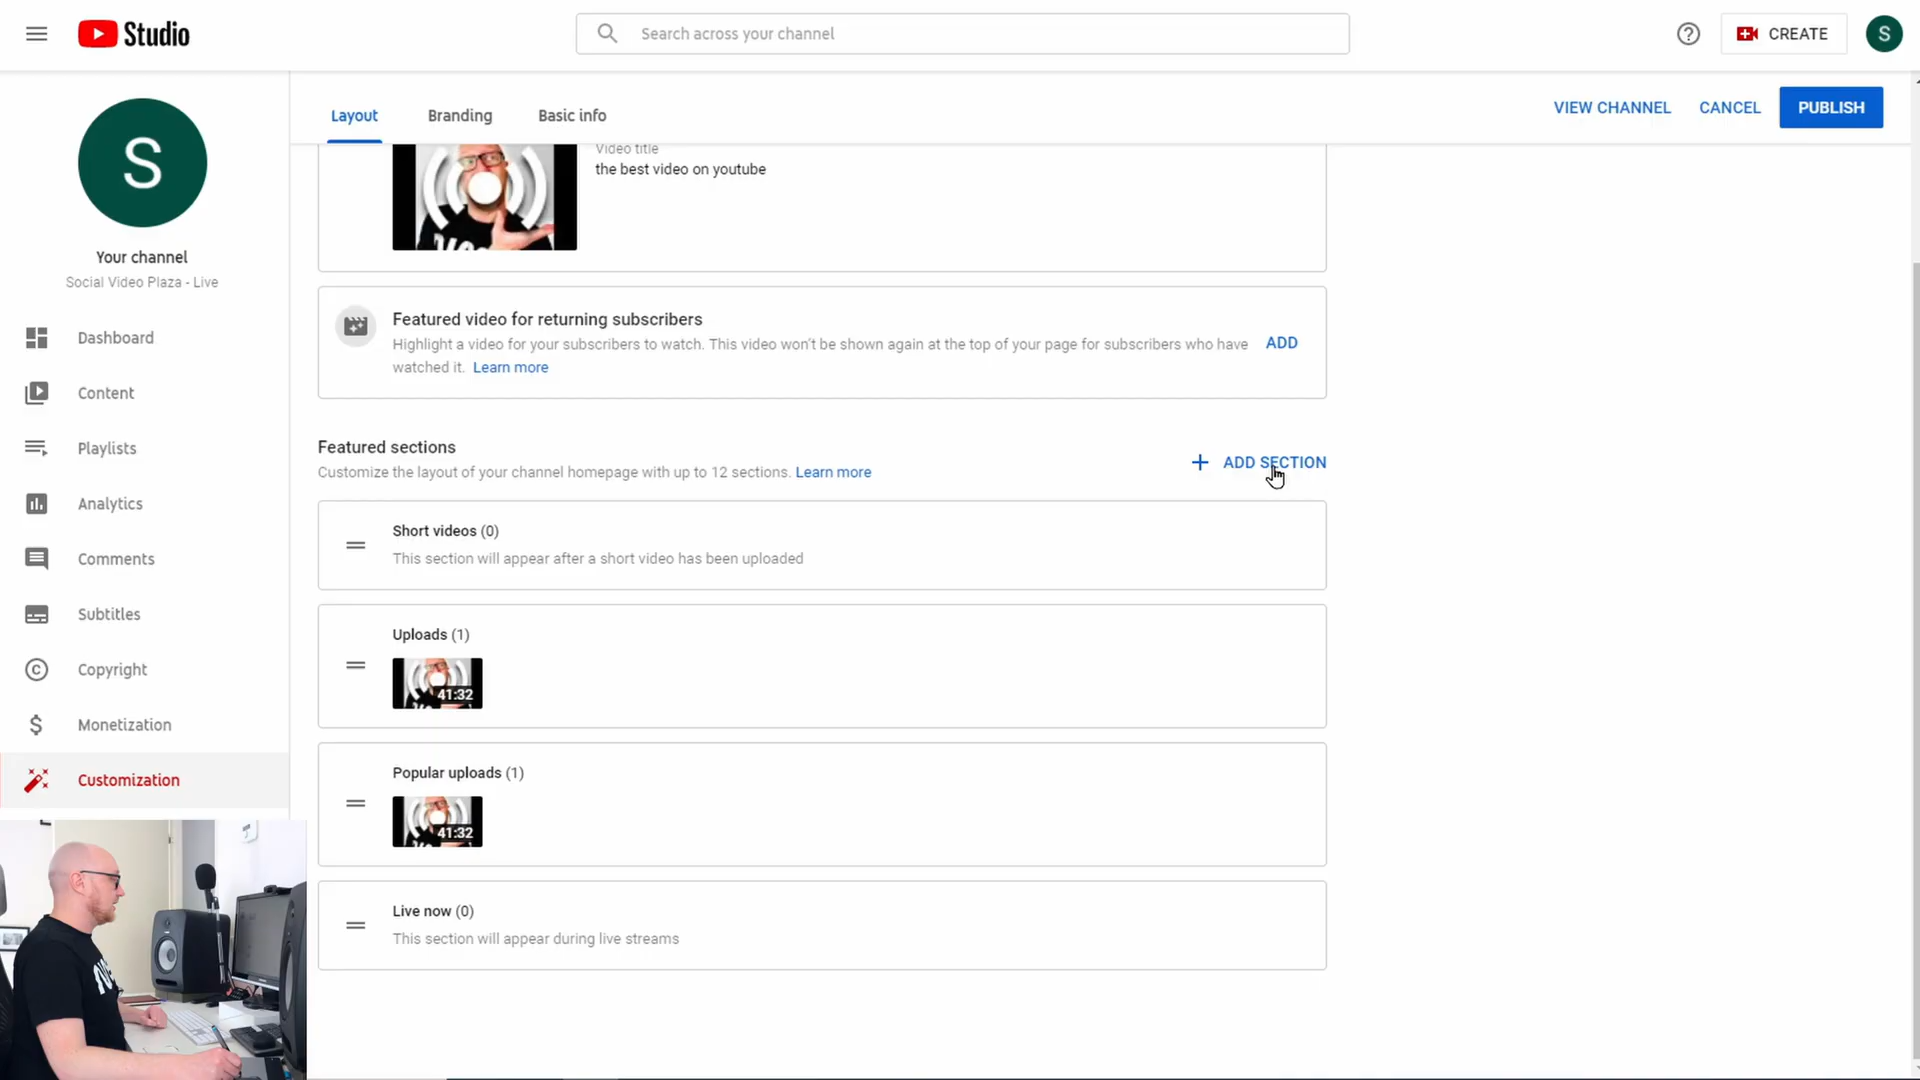 Studio
Search across your channel
CREATE
S
S
Your channel
Social Video Plaza - Live
Dashboard
Content
Playlists
Analytics
Comments
Subtitles
Copyright
Monetization
Customization
Layout
Branding
Basic info
VIEW CHANNEL
CANCEL
PUBLISH
Video title
the best video on youtube
Featured video for returning subscribers
Highlight a video for your subscribers to watch. This video won't be shown again at the top of your page for subscribers who have
watched it. Learn more
ADD
Featured sections
Customize the layout of your channel homepage with up to 12 sections. Learn more
ADD SECTION
Short videos (0)
This section will appear after a short video has been uploaded
Uploads (1)
41:32
Popular uploads (1)
41:32
Live now (0)
This section will appear during live streams